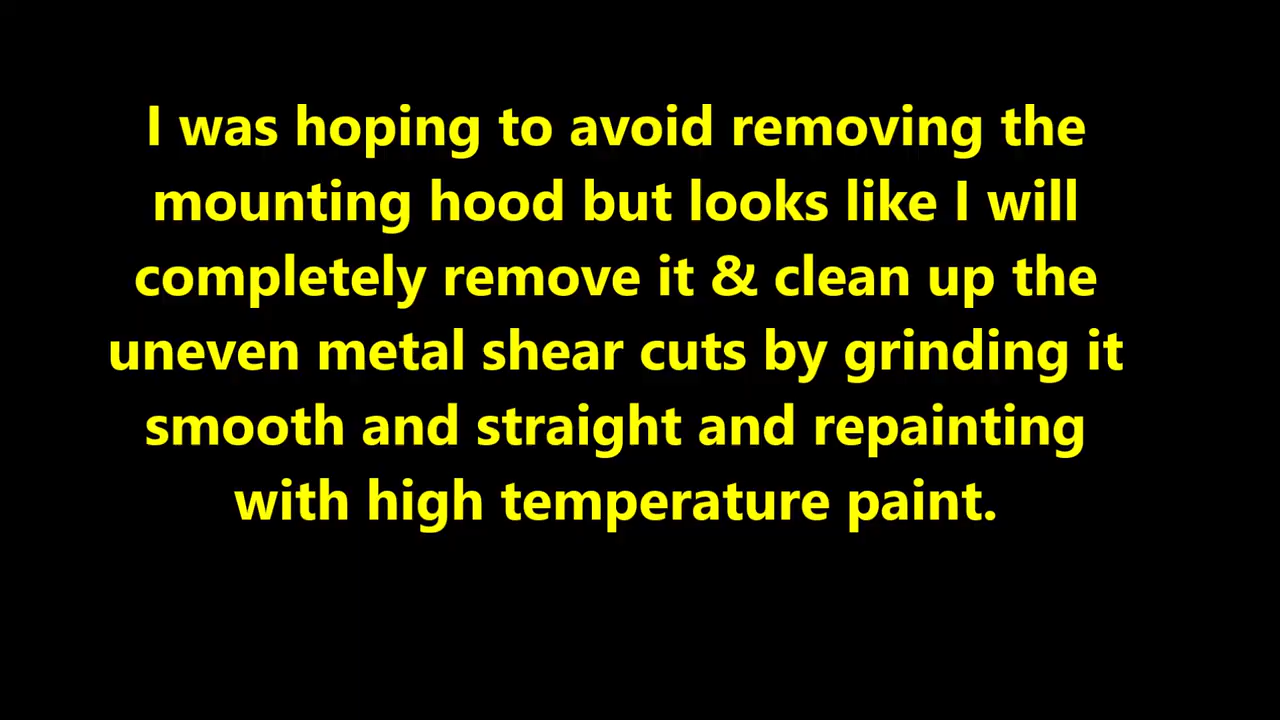 I was hoping to avoid removing the
mounting hood but looks like I will
completely remove it & clean up the
uneven metal shear cuts by grinding it
smooth and straight and repainting
with high temperature paint.